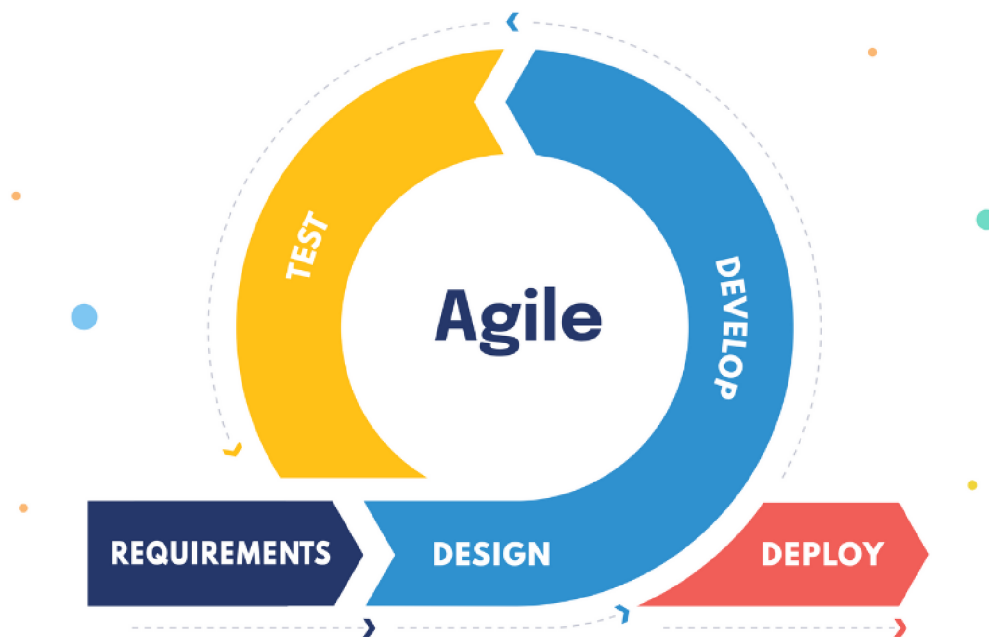 TEST
DEVELOP
Agile
REQUIREMENTS
DESIGN
DEPLOY